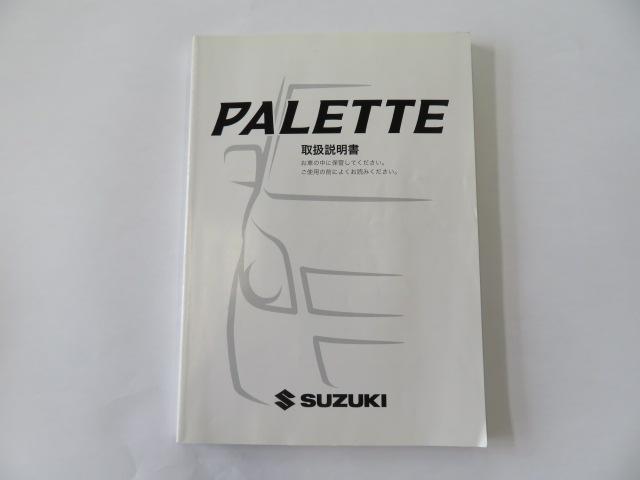 PALETTE
取扱説明書
お車の中に保管してください。
ご使用の前によくお読みください。
SUZUKI